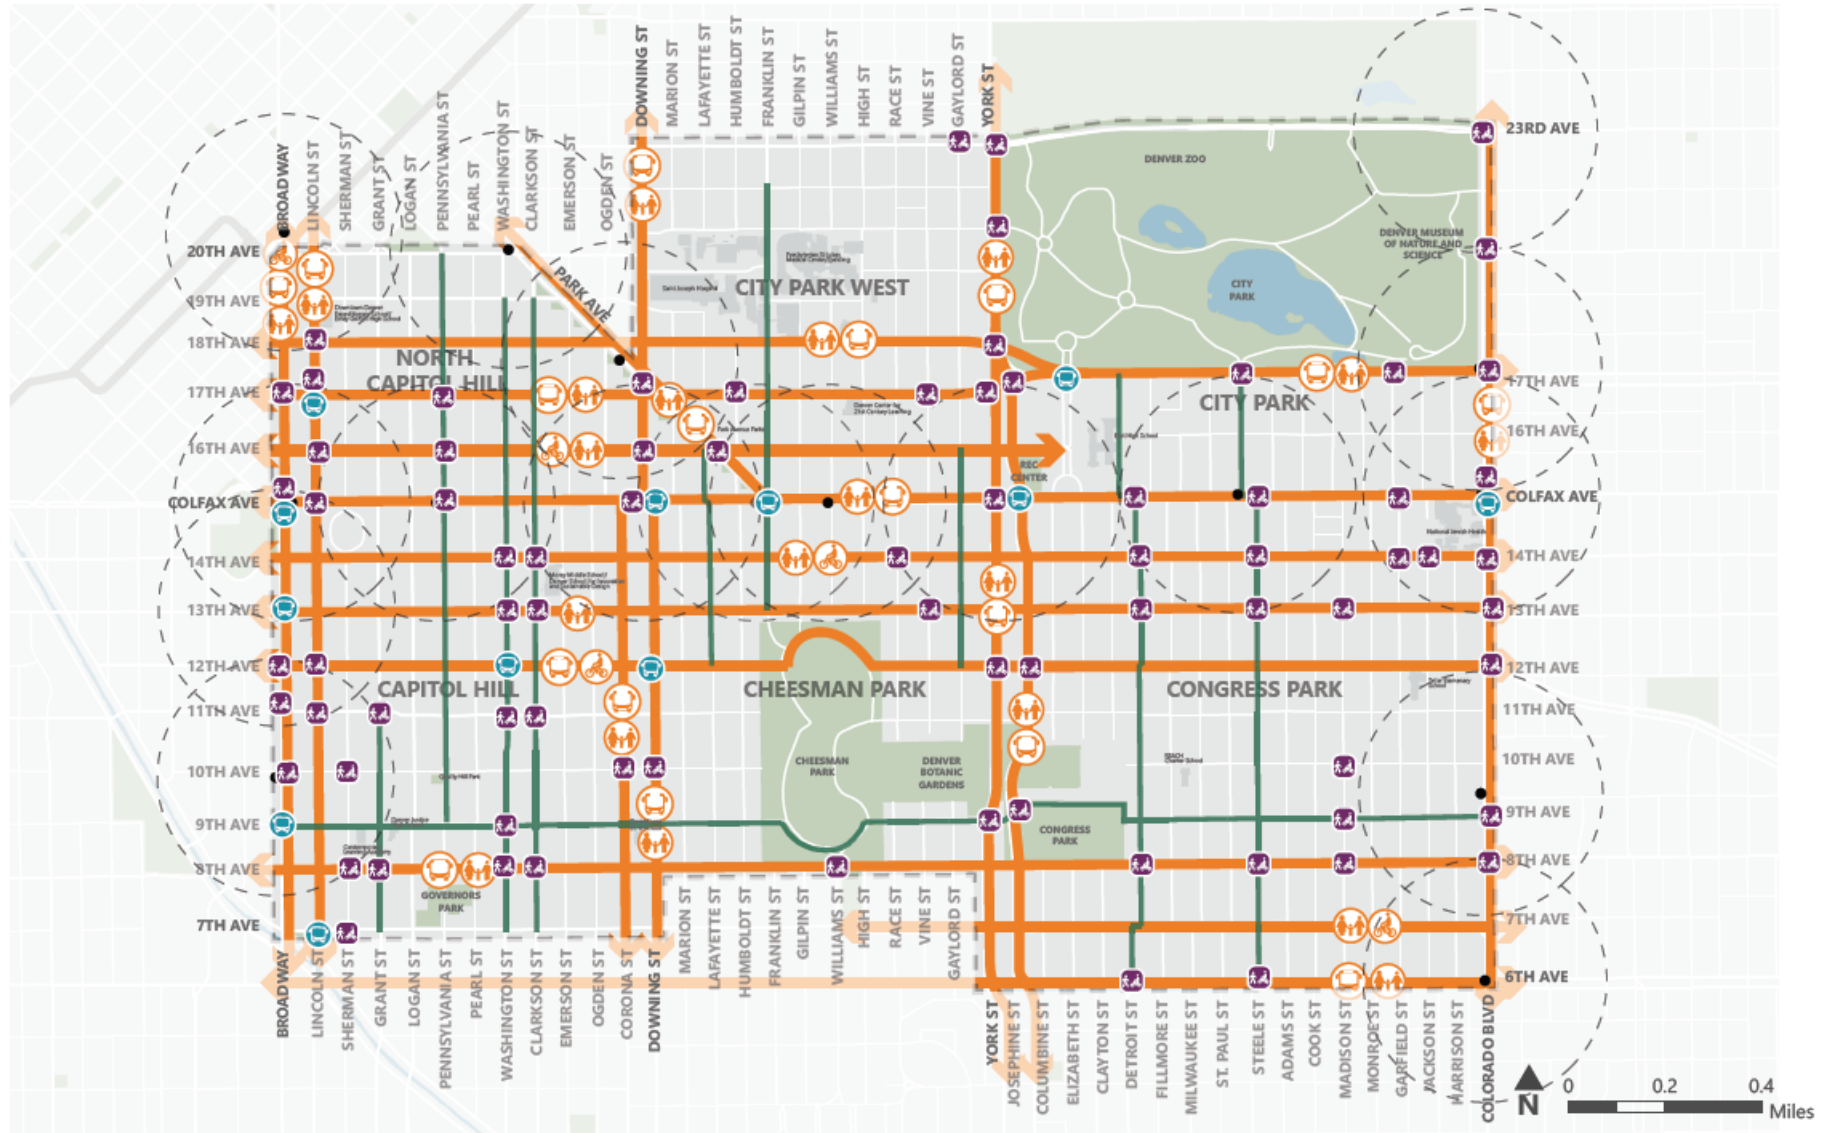 BROADWAY
LINCOLN ST
SHERMAN ST
GRANT ST
LOGAN ST
PENNSYLVANIA ST
PEARL ST
WASHINGTON ST
CLARKSON ST
EMERSON ST
OGDEN ST
DOWNING ST
MARION ST
LAFAYETTE ST
HUMBOLDT ST
FRANKLIN ST
GILPIN ST
WILLIAMS ST
HIGH ST
RACE ST
VINE ST
GAYLORD ST
YORK ST
23RD AVE
DENVER ZOO
DENVER MUSEUM
OF NATURE AND
SCIENCE
20TH AVE
PARK AVE
CITY PARK WEST
CITY
PARK
19TH AVE
18TH AVE
NORTH
CAPITOL HILL
17TH AVE
17TH AVE
CITY PARK
16TH AVE
16TH AVE
REC
CENTER
COLFAX AVE
COLFAX AVE
National Jewish Health
14TH AVE
14TH AVE
13TH AVE
13TH AVE
12TH AVE
12TH AVE
CAPITOL HILL
CHEESMAN PARK
CONGRESS PARK
11TH AVE
11TH AVE
10TH AVE
10TH AVE
CHEESMAN
PARK
DENVER
BOTANIC
GARDENS
9TH AVE
9TH AVE
CONGRESS
PARK
8TH AVE
8TH AVE
GOVERNORS
PARK
7TH AVE
7TH AVE
6TH AVE
BROADWAY
LINCOLN ST
SHERMAN ST
GRANT ST
LOGAN ST
PENNSYLVANIA ST
PEARL ST
WASHINGTON ST
CLARKSON ST
EMERSON ST
OGDEN ST
CORONA ST
DOWNING ST
MARION ST
LAFAYETTE ST
HUMBOLDT ST
FRANKLIN ST
GILPIN ST
WILLIAMS ST
HIGH ST
RACE ST
VINE ST
GAYLORD ST
YORK ST
JOSEPHINE ST
COLUMBINE ST
ELIZABETH ST
CLAYTON ST
DETROIT ST
FILLMORE ST
MILWAUKEE ST
ST. PAUL ST
STEELE ST
ADAMS ST
COOK ST
MADISON ST
MONROE ST
GARFIELD ST
JACKSON ST
HARRISON ST
COLORADO BLVD
N
0 0.2 0.4
Miles